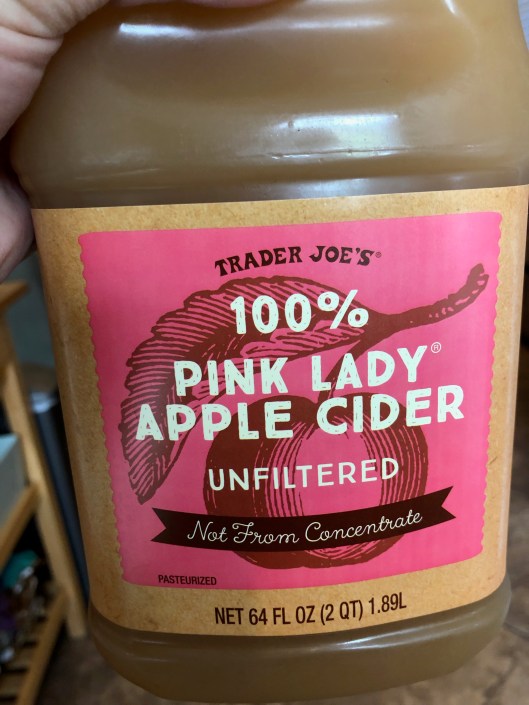 TRADER JOE'S®
100%
PINK LADY®
APPLE CIDER
UNFILTERED
Not From Concentrate
PASTEURIZED
NET 64 FL OZ (2 QT) 1.89L